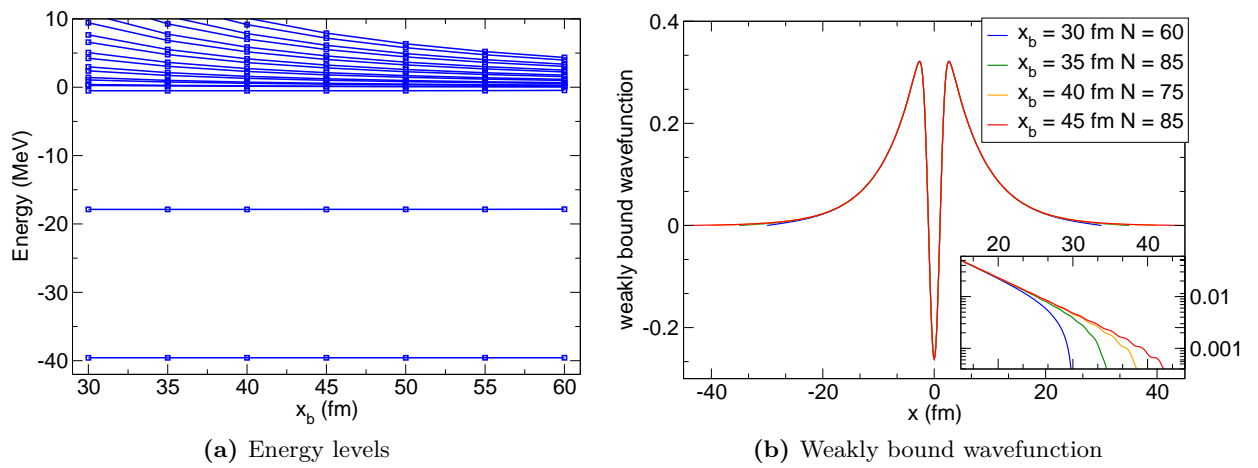 10
0
-10
-20
-30
-40
Energy (MeV)
30 35 40 45 50 55 60
x_b (fm)
(a) Energy levels
0.4
0.2
0
-0.2
weakly bound wavefunction
x_b = 30 fm N = 60
x_b = 35 fm N = 85
x_b = 40 fm N = 75
x_b = 45 fm N = 85
20 30 40
0.01
0.001
-40 -20 0 20 40
x (fm)
(b) Weakly bound wavefunction